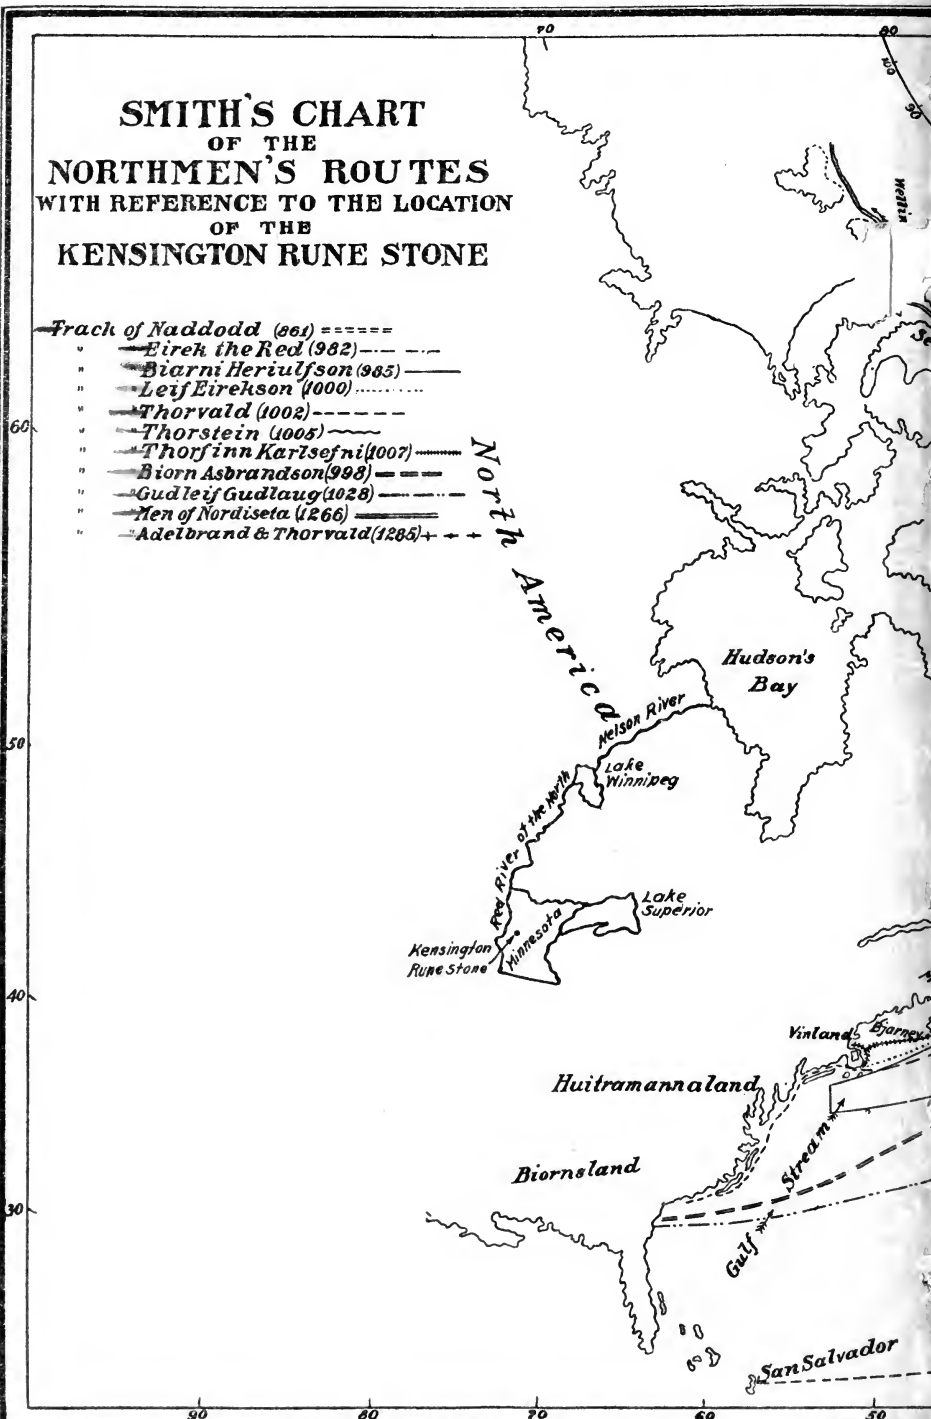 SMITH'S CHART
OF THE
NORTHMEN'S ROUTES
WITH REFERENCE TO THE LOCATION
OF THE
KENSINGTON RUNE STONE
Track of Naddodd (861)
" " Eirek the Red (982)
" " Biarni Heriulfson (985)
" " Leif Eirekson (1000)
" " Thorvald (1002)
" " Thorstein (1005)
" " Thorfinn Karlsefni (1007)
" " Biorn Asbrandson (998)
" " Gudleif Gudlaug (1028)
" " Men of Nordiseta (1266)
" " Adelbrand & Thorvald (1285)
70
80
100
90
60
North America
Hudson's
Bay
Nelson River
50
Lake
Winnipeg
Red River of the North
Lake
Superior
Minnesota
Kensington
Rune Stone
40
Vinland
Bjarney
Huitramannaland
Biornsland
Gulf Stream
30
San Salvador
90
80
70
60
50